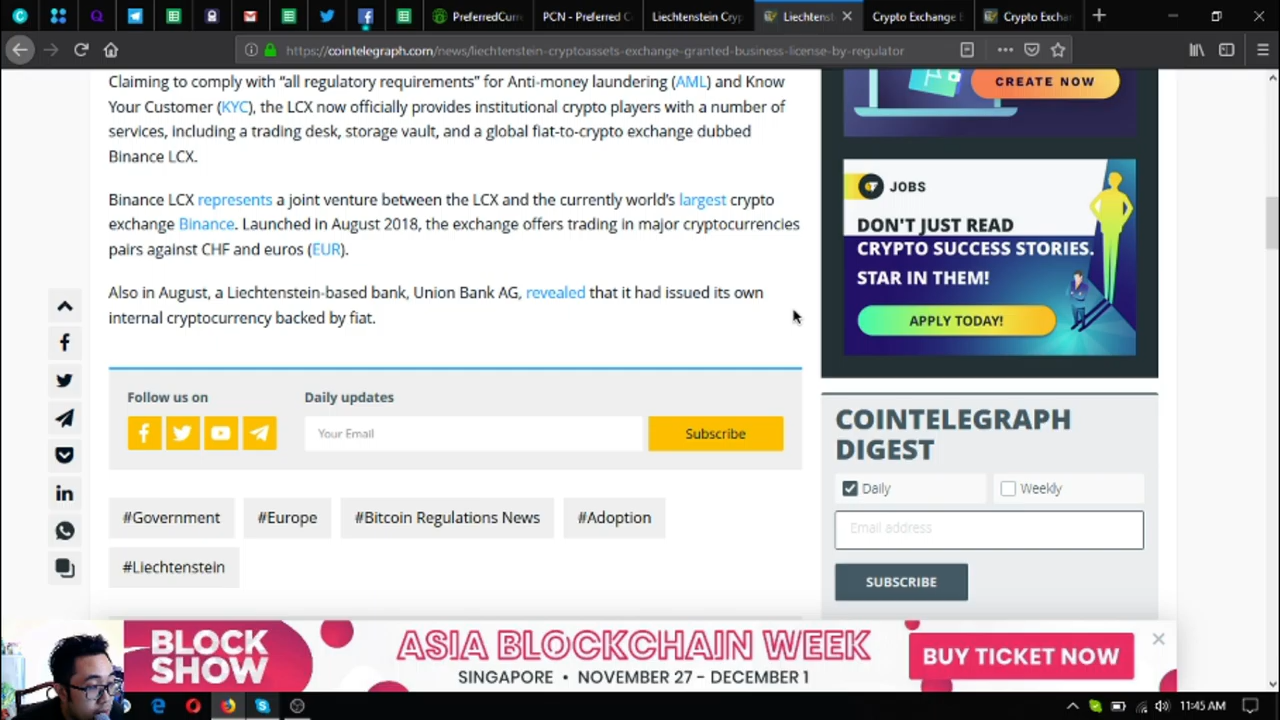 PreferredCurr
PCN - Preferred C
Liechtenstein Cryp
Liechtenst
Crypto Exchange
Crypto Excha
https://cointelegraph.com/news/liechtenstein-cryptoassets-exchange-granted-business-license-by-regulator
Claiming to comply with “all regulatory requirements” for Anti-money laundering (AML) and Know
Your Customer (KYC), the LCX now officially provides institutional crypto players with a number of
services, including a trading desk, storage vault, and a global fiat-to-crypto exchange dubbed
Binance LCX.
Binance LCX represents a joint venture between the LCX and the currently world’s largest crypto
exchange Binance. Launched in August 2018, the exchange offers trading in major cryptocurrencies
pairs against CHF and euros (EUR).
Also in August, a Liechtenstein-based bank, Union Bank AG, revealed that it had issued its own
internal cryptocurrency backed by fiat.
Follow us on
Daily updates
Your Email
Subscribe
#Government
#Europe
#Bitcoin Regulations News
#Adoption
#Liechtenstein
CREATE NOW
JOBS
DON'T JUST READ
CRYPTO SUCCESS STORIES.
STAR IN THEM!
APPLY TODAY!
COINTELEGRAPH
DIGEST
Daily
Weekly
Email address
SUBSCRIBE
BLOCK
SHOW
ASIA BLOCKCHAIN WEEK
SINGAPORE • NOVEMBER 27 - DECEMBER 1
BUY TICKET NOW
11:45 AM